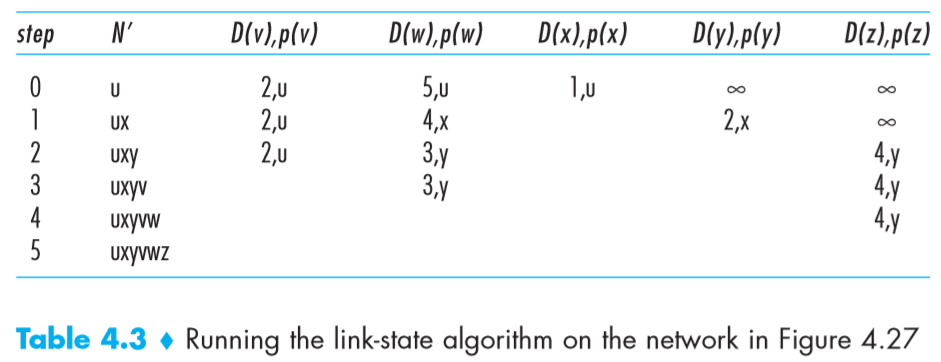 step N′ D(v),p(v) D(w),p(w) D(x),p(x) D(y),p(y) D(z),p(z)
0 u 2,u 5,u 1,u ∞ ∞
1 ux 2,u 4,x 2,x ∞
2 uxy 2,u 3,y 4,y
3 uxyv 3,y 4,y
4 uxyvw 4,y
5 uxyvwz
Table 4.3 ♦ Running the link-state algorithm on the network in Figure 4.27